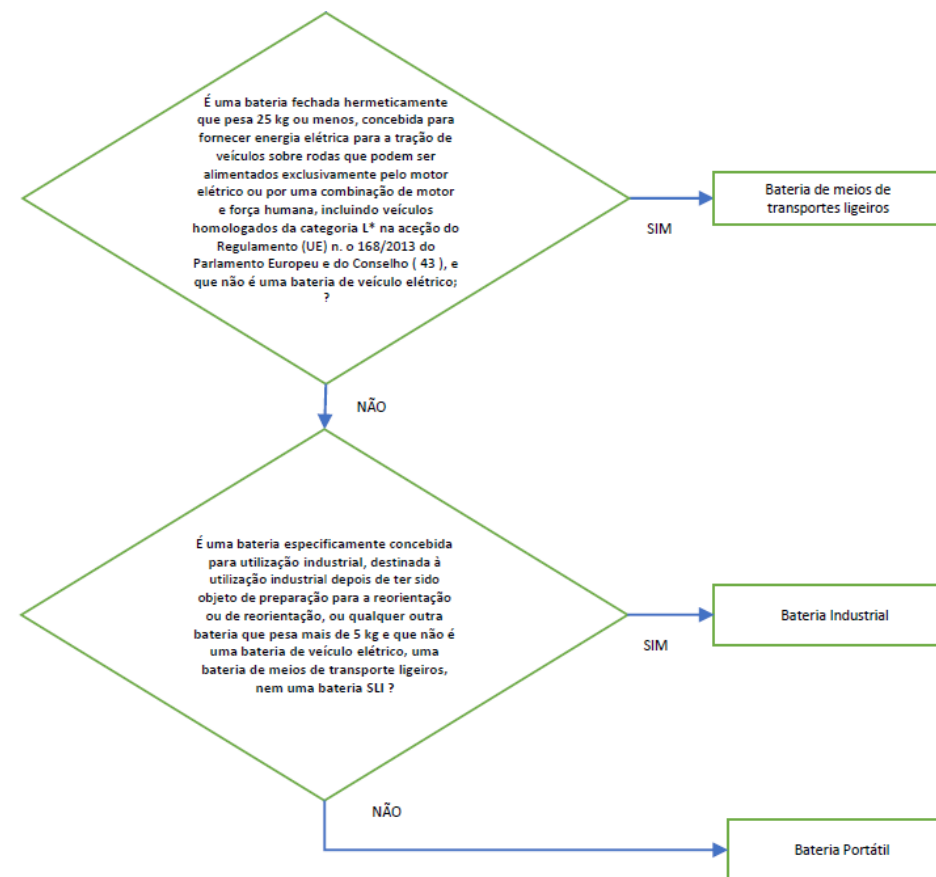 É uma bateria fechada hermeticamente
que pesa 25 kg ou menos, concebida para
fornecer energia elétrica para a tração de
veículos sobre rodas que podem ser
alimentados exclusivamente pelo motor
elétrico ou por uma combinação de motor
e força humana, incluindo veículos
homologados da categoria L* na aceção do
Regulamento (UE) n. o 168/2013 do
Parlamento Europeu e do Conselho ( 43 ), e
que não é uma bateria de veículo elétrico;
?
SIM
Bateria de meios de
transportes ligeiros
NÃO
É uma bateria especificamente concebida
para utilização industrial, destinada à
utilização industrial depois de ter sido
objeto de preparação para a reorientação
ou de reorientação, ou qualquer outra
bateria que pesa mais de 5 kg e que não é
uma bateria de veículo elétrico, uma
bateria de meios de transporte ligeiros,
nem uma bateria SLI ?
SIM
Bateria Industrial
NÃO
Bateria Portátil